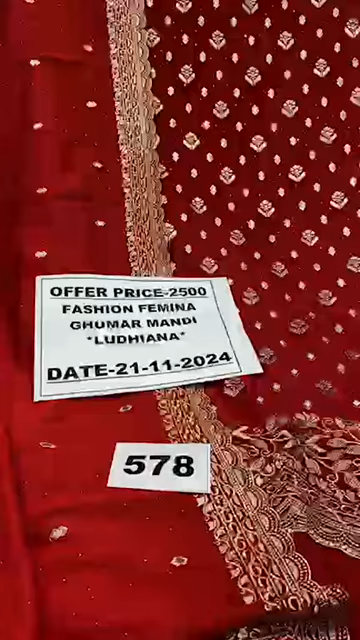 OFFER PRICE-2500
FASHION FEMINA
GHUMAR MANDI
*LUDHIANA*
DATE-21-11-2024
578